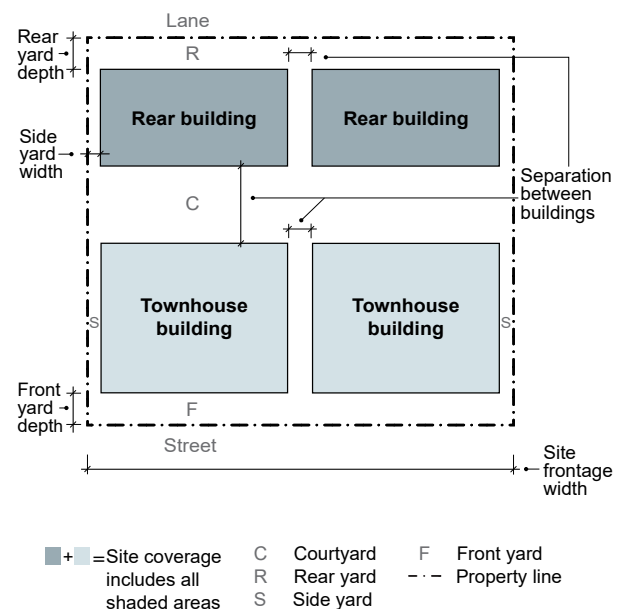 Lane
Rear
yard
depth
R
Rear building
Rear building
Side
yard
width
Separation
between
buildings
C
Townhouse
building
Townhouse
building
S
S
Front
yard
depth
F
Street
Site
frontage
width
+ =Site coverage
includes all
shaded areas
C Courtyard
R Rear yard
S Side yard
F Front yard
Property line